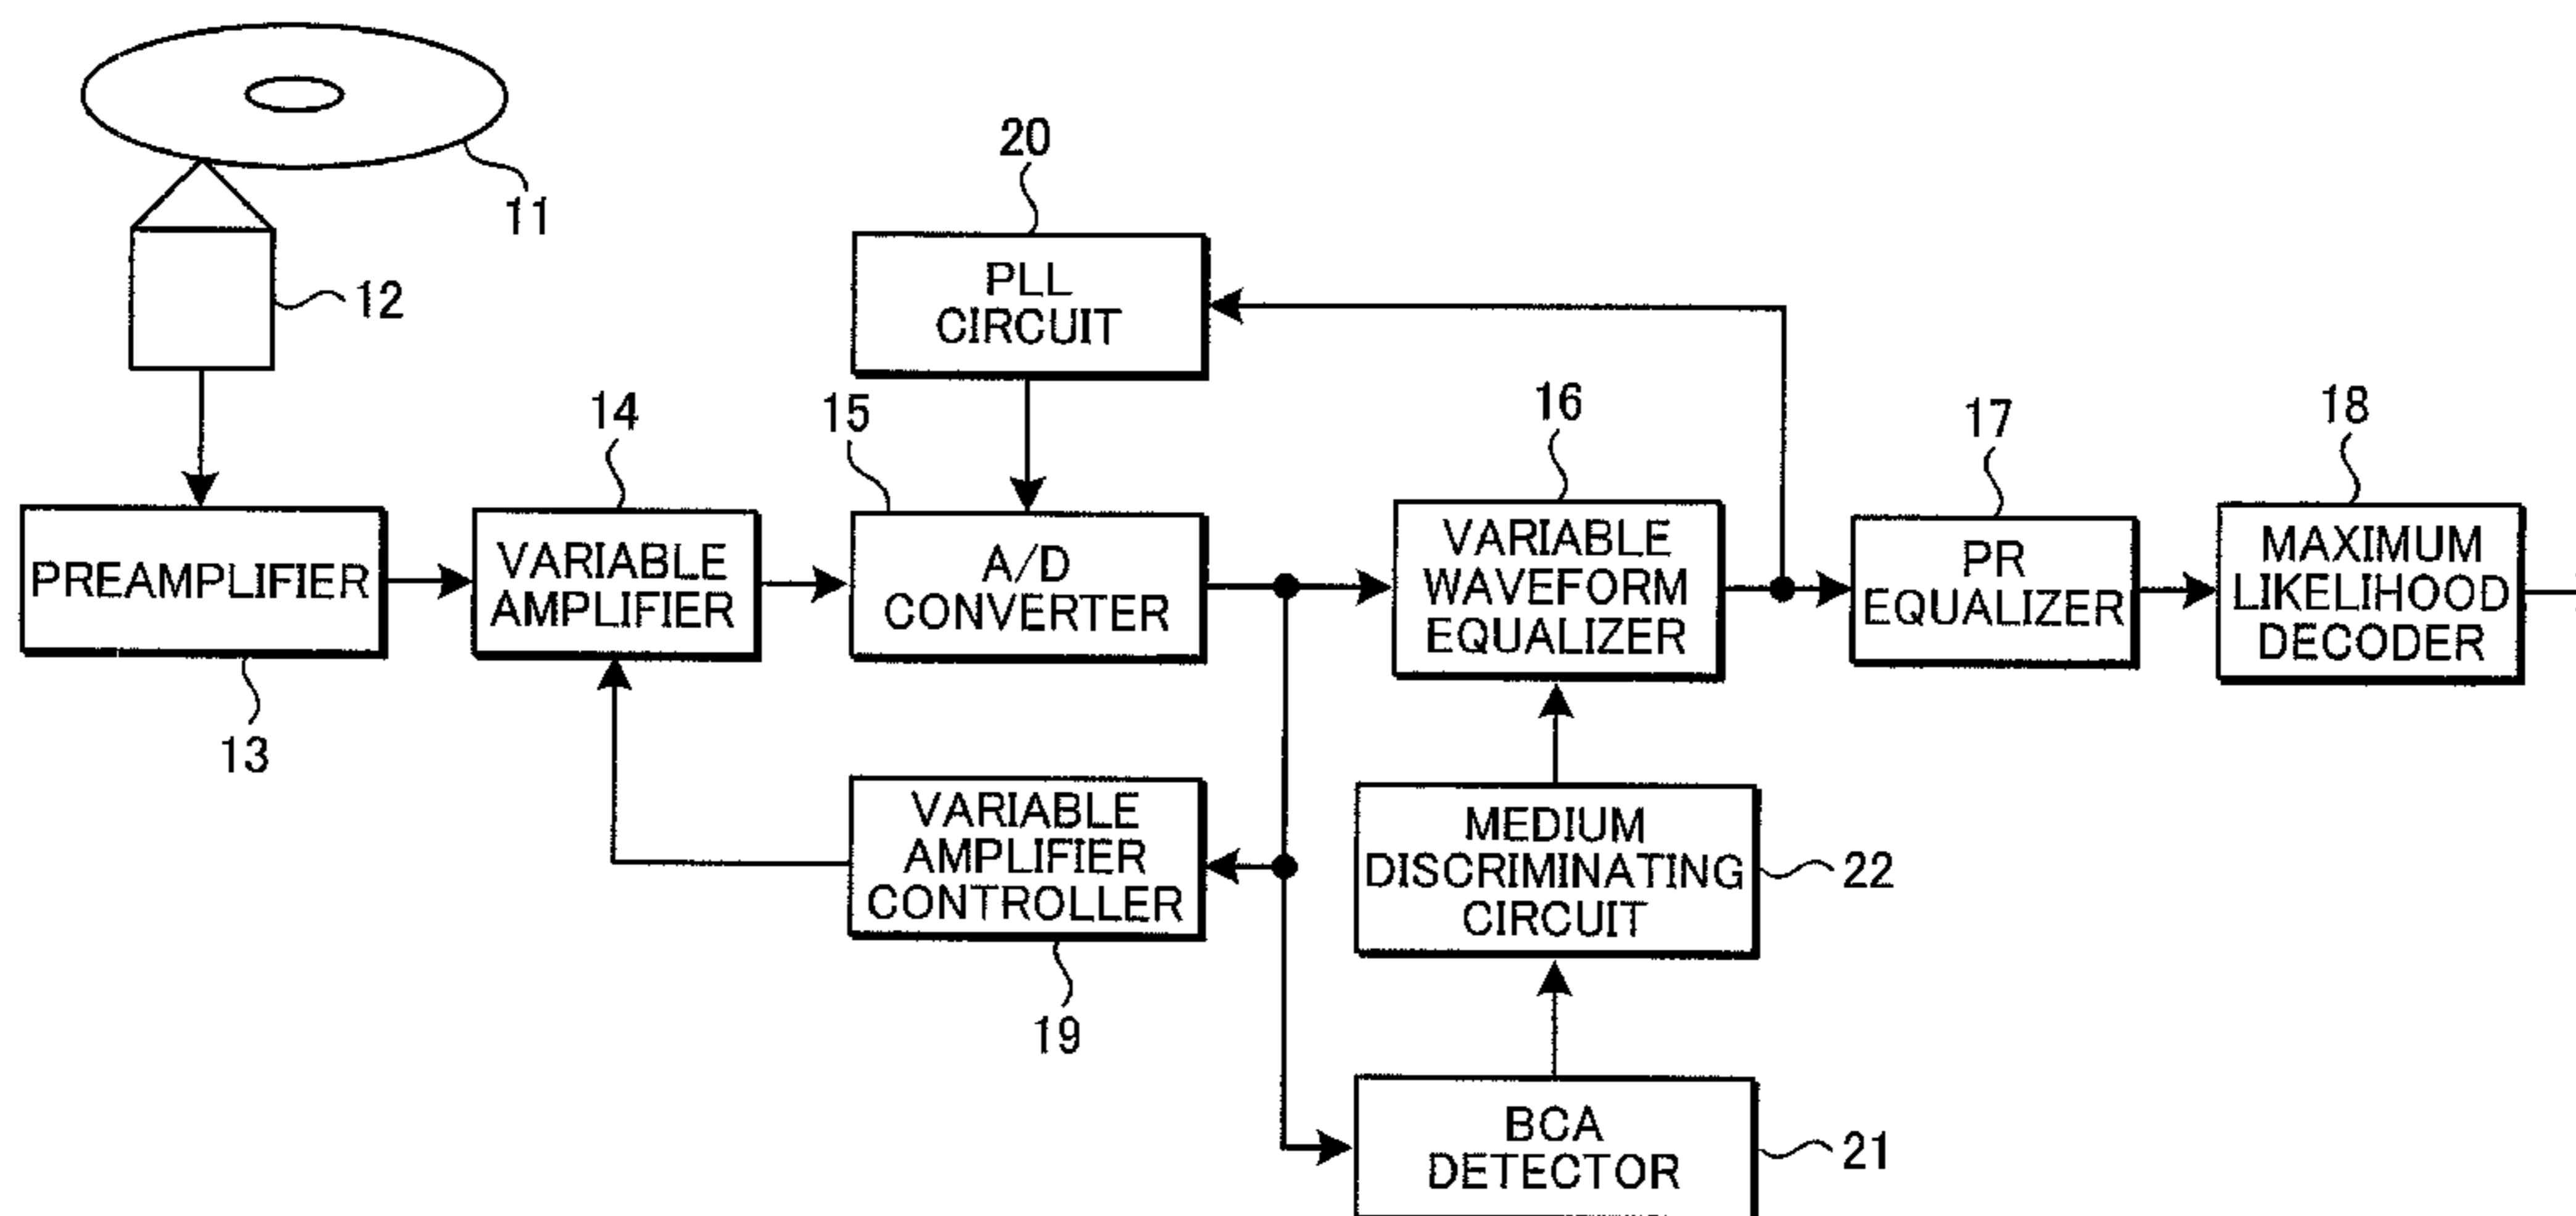 11
12
20
PLL
CIRCUIT
14
15
16
17
18
PREAMPLIFIER
VARIABLE
AMPLIFIER
A/D
CONVERTER
VARIABLE
WAVEFORM
EQUALIZER
PR
EQUALIZER
MAXIMUM
LIKELIHOOD
DECODER
13
VARIABLE
AMPLIFIER
CONTROLLER
19
MEDIUM
DISCRIMINATING
CIRCUIT
22
BCA
DETECTOR
21